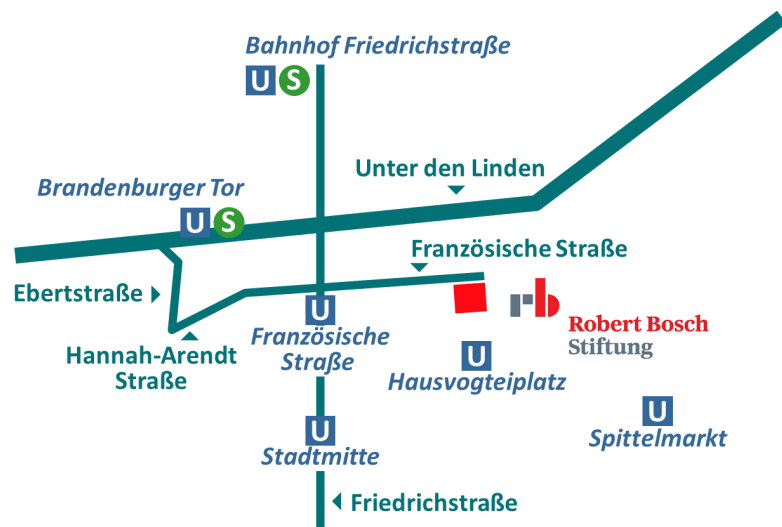 Bahnhof Friedrichstraße
U S
Unter den Linden
Brandenburger Tor
U S
Französische Straße
Ebertstraße
U
rb
Robert Bosch
Stiftung
Französische
Straße
Hannah-Arendt
Straße
U
Hausvogteiplatz
U
Spittelmarkt
U
Stadtmitte
Friedrichstraße